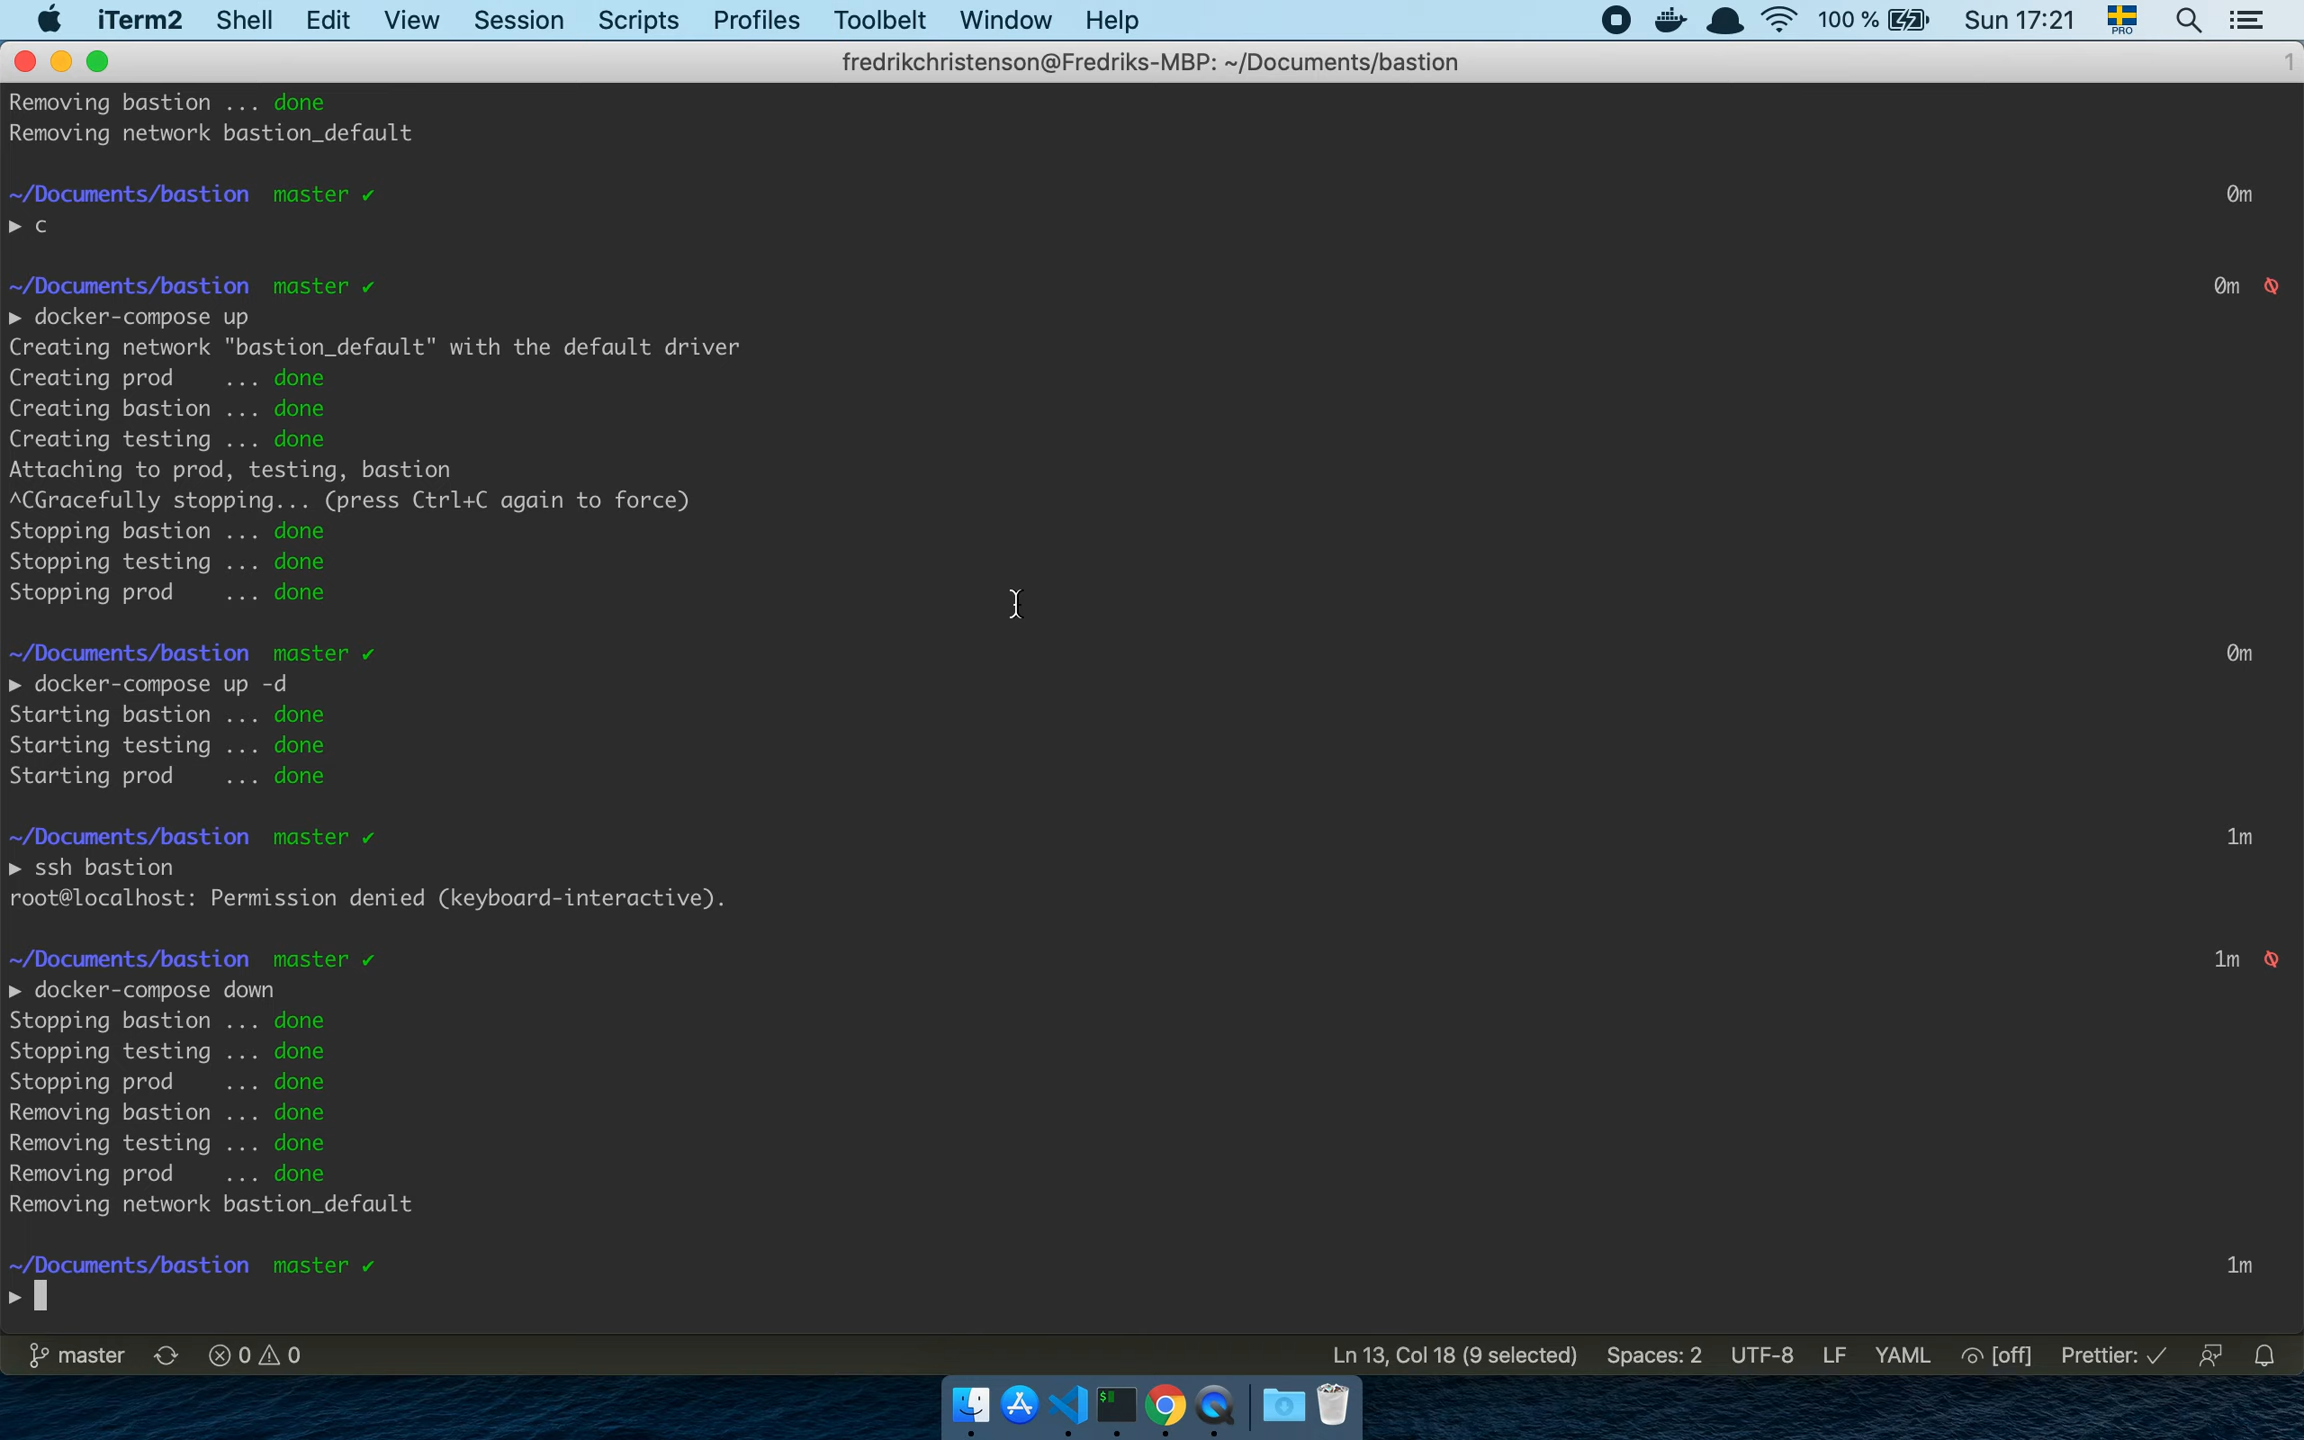 iTerm2 Shell Edit View Session Scripts Profiles Toolbelt Window Help 100 % Sun 17:21 PRO
fredrikchristenson@Fredriks-MBP: ~/Documents/bastion 1
Removing bastion ... done
Removing network bastion_default
~/Documents/bastion master ✔ 0m
▶ c
~/Documents/bastion master ✔ 0m
▶ docker-compose up
Creating network "bastion_default" with the default driver
Creating prod ... done
Creating bastion ... done
Creating testing ... done
Attaching to prod, testing, bastion
^CGracefully stopping... (press Ctrl+C again to force)
Stopping bastion ... done
Stopping testing ... done
Stopping prod ... done
~/Documents/bastion master ✔ 0m
▶ docker-compose up -d
Starting bastion ... done
Starting testing ... done
Starting prod ... done
~/Documents/bastion master ✔ 1m
▶ ssh bastion
root@localhost: Permission denied (keyboard-interactive).
~/Documents/bastion master ✔ 1m
▶ docker-compose down
Stopping bastion ... done
Stopping testing ... done
Stopping prod ... done
Removing bastion ... done
Removing testing ... done
Removing prod ... done
Removing network bastion_default
~/Documents/bastion master ✔ 1m
▶
master 0 0 Ln 13, Col 18 (9 selected) Spaces: 2 UTF-8 LF YAML [off] Prettier: ✓